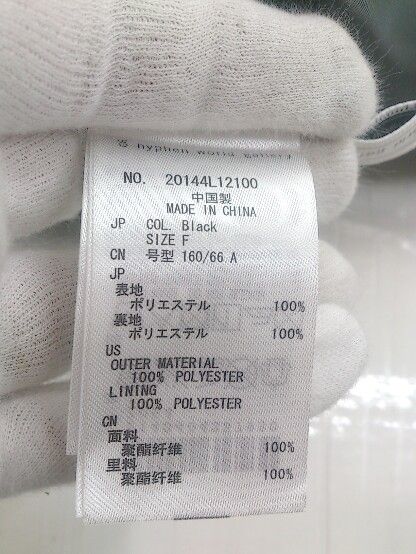 hyphen world gallery
NO. 20144L12100
中国製
MADE IN CHINA
JP COL. Black
SIZE F
CN 号型 160/66 A
JP
表地
ポリエステル 100%
裏地
ポリエステル 100%
US
OUTER MATERIAL
100% POLYESTER
LINING
100% POLYESTER
CN
面料
聚酯纤维 100%
里料
聚酯纤维 100%